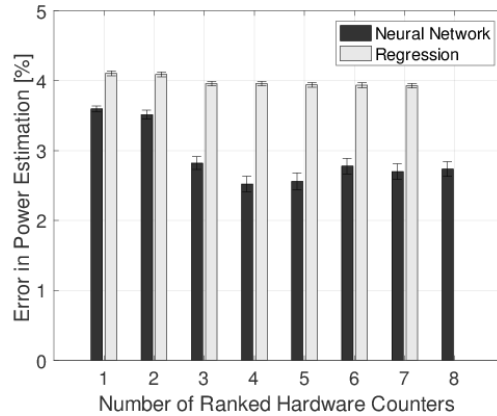 Neural Network
Regression
Error in Power Estimation [%]
5
4
3
2
1
0
1 2 3 4 5 6 7 8
Number of Ranked Hardware Counters